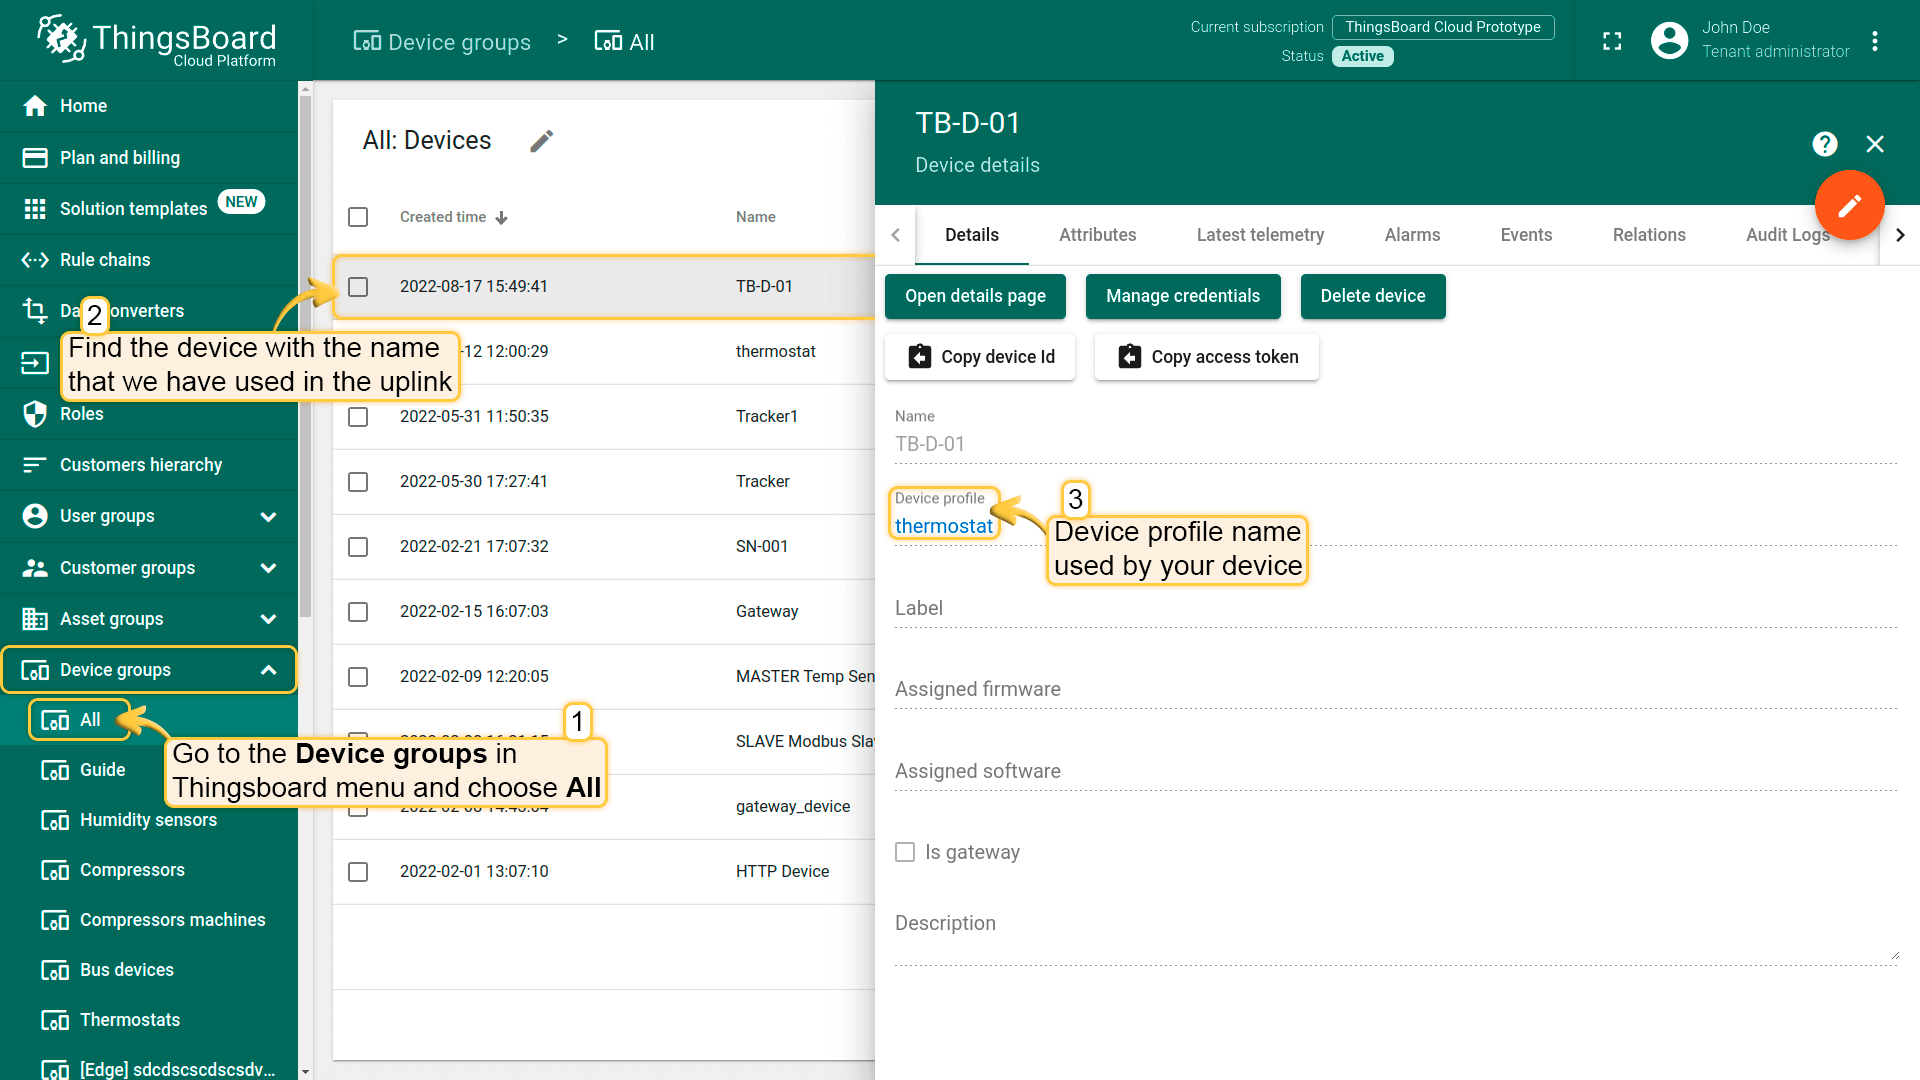 ThingsBoard
Cloud Platform
Device groups > All
Current subscription ThingsBoard Cloud Prototype
Status Active
John Doe
Tenant administrator
Home
Plan and billing
Solution templates NEW
Rule chains
Da onverters
Roles
Customers hierarchy
User groups
Customer groups
Asset groups
Device groups
All
Guide
Humidity sensors
Compressors
Compressors machines
Bus devices
Thermostats
[Edge] sdcdscscdscsdv...
All: Devices
Created time Name
2022-08-17 15:49:41 TB-D-01
-12 12:00:29 thermostat
2022-05-31 11:50:35 Tracker1
2022-05-30 17:27:41 Tracker
2022-02-21 17:07:32 SN-001
2022-02-15 16:07:03 Gateway
2022-02-09 12:20:05 MASTER Temp Sen
SLAVE Modbus Sla
gateway_device
2022-02-01 13:07:10 HTTP Device
2
Find the device with the name
that we have used in the uplink
1
Go to the Device groups in
Thingsboard menu and choose All
TB-D-01
Device details
?
Details Attributes Latest telemetry Alarms Events Relations Audit Logs
Open details page Manage credentials Delete device
Copy device Id Copy access token
Name
TB-D-01
Device profile
thermostat
3
Device profile name
used by your device
Label
Assigned firmware
Assigned software
Is gateway
Description